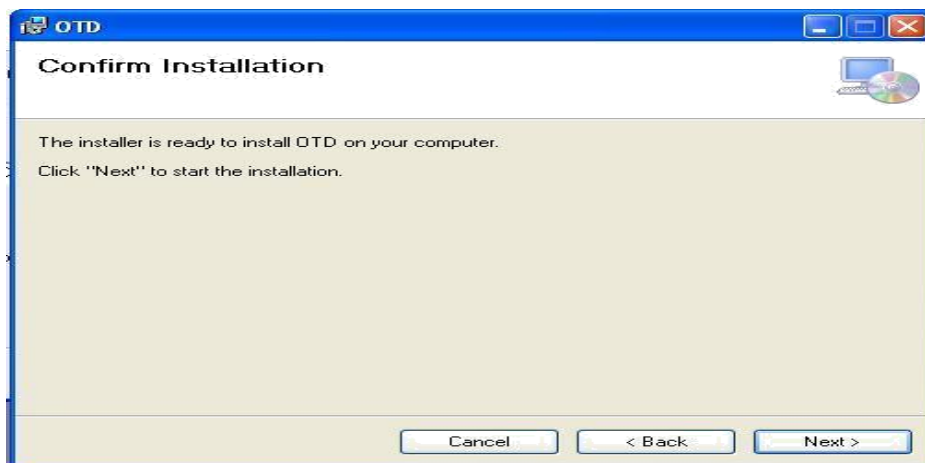 OTD
Confirm Installation
The installer is ready to install OTD on your computer.
Click "Next" to start the installation.
Cancel
< Back
Next >